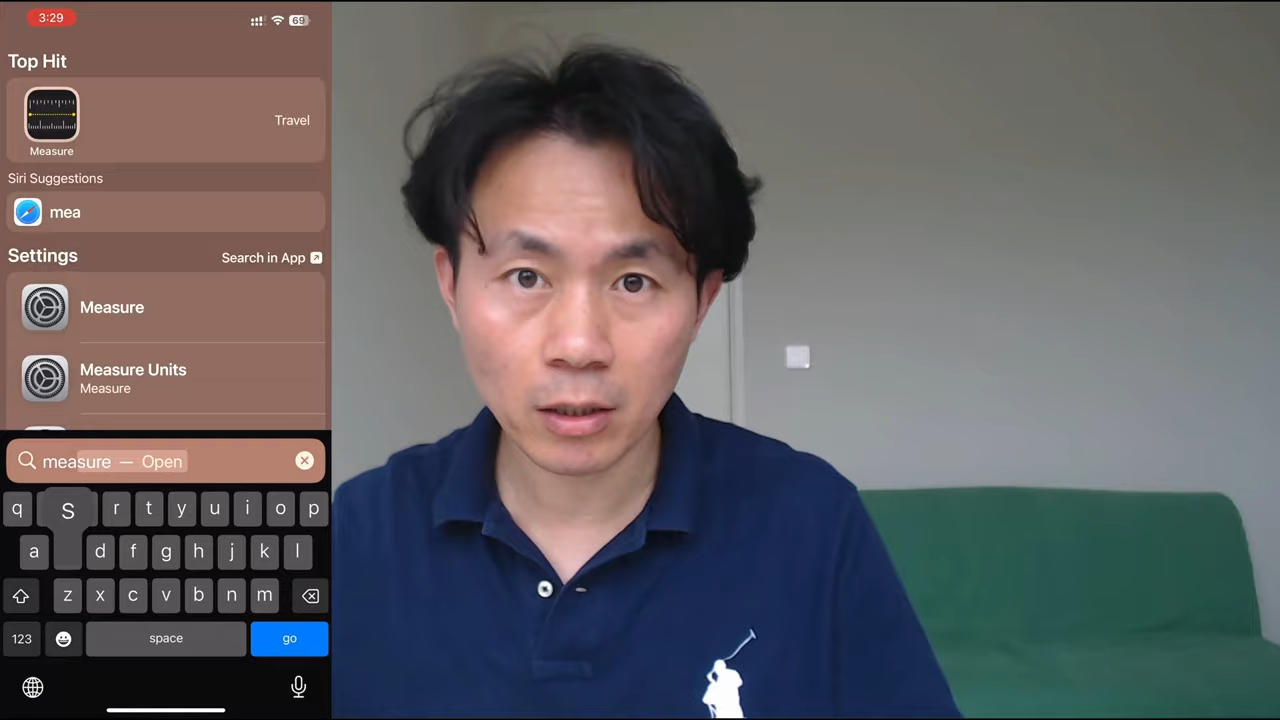 3:29
69
Top Hit
Travel
Measure
Siri Suggestions
mea
Settings
Search in App
Measure
Measure Units
Measure
measure — Open
q S r t y u i o p
a d f g h j k l
z x c v b n m
123 space go